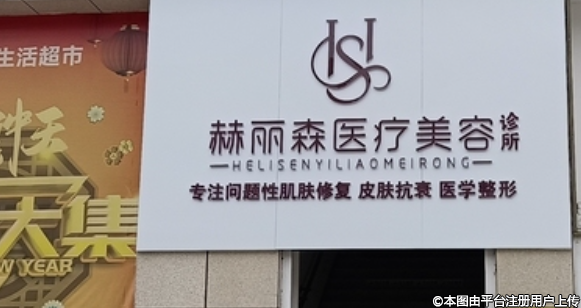 生活超市
天集
W YEAR
HS
赫丽森医疗美容诊所
HELISENYILIAOMEIRONG
专注问题性肌肤修复 皮肤抗衰 医学整形
©本图由平台注册用户上传